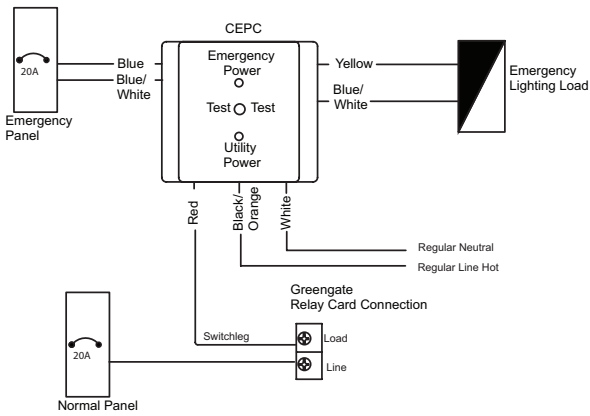 CEPC
Emergency
Power
Test
Test
Utility
Power
20A
Emergency
Panel
Blue
Blue/
White
Yellow
Blue/
White
Emergency
Lighting Load
Red
Black/
Orange
White
Regular Neutral
Regular Line Hot
Greengate
Relay Card Connection
Switchleg
Load
Line
20A
Normal Panel